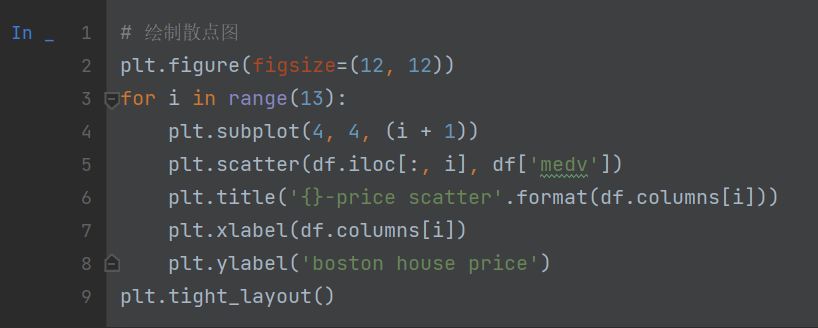 In _ 1 # 绘制散点图
2 plt.figure(figsize=(12, 12))
3 for i in range(13):
4     plt.subplot(4, 4, (i + 1))
5     plt.scatter(df.iloc[:, i], df['medv'])
6     plt.title('{}-price scatter'.format(df.columns[i]))
7     plt.xlabel(df.columns[i])
8     plt.ylabel('boston house price')
9 plt.tight_layout()